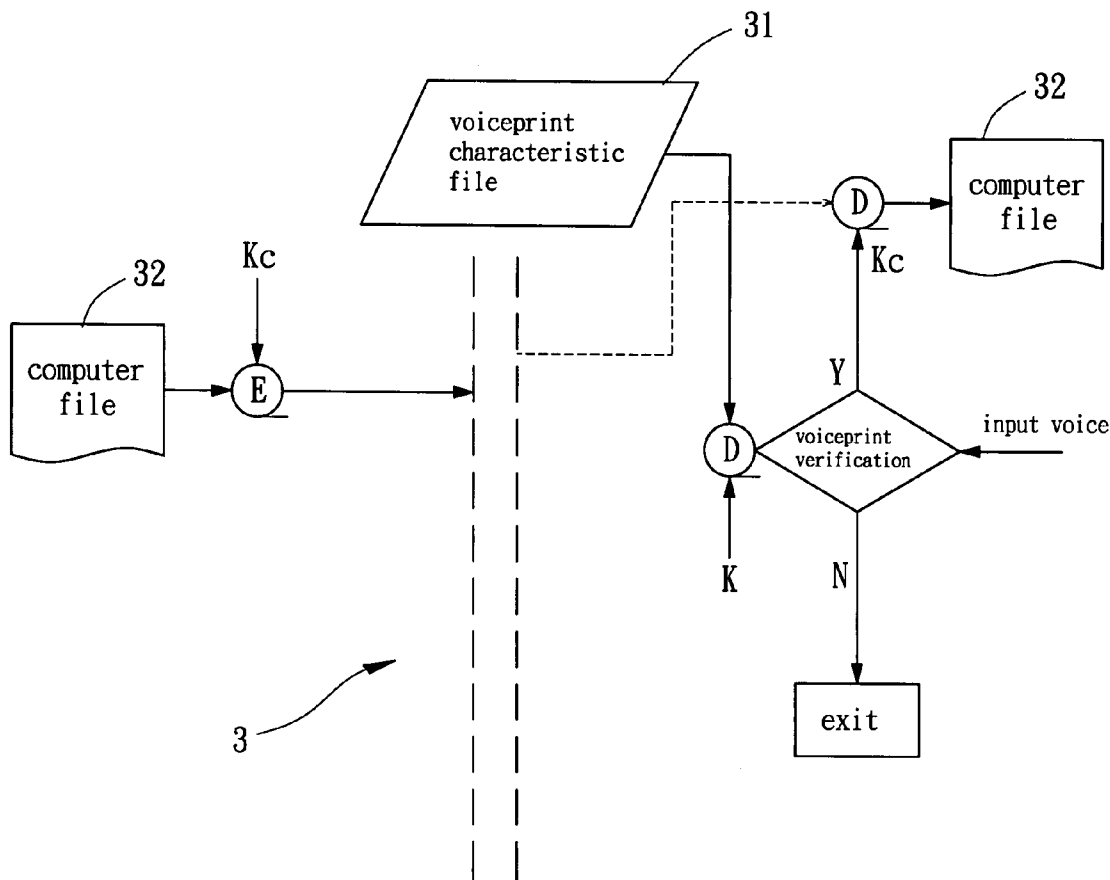 31
voiceprint
characteristic
file
32
computer
file
D
Kc
Kc
32
computer
file
E
Y
input voice
voiceprint
verification
D
K
N
exit
3